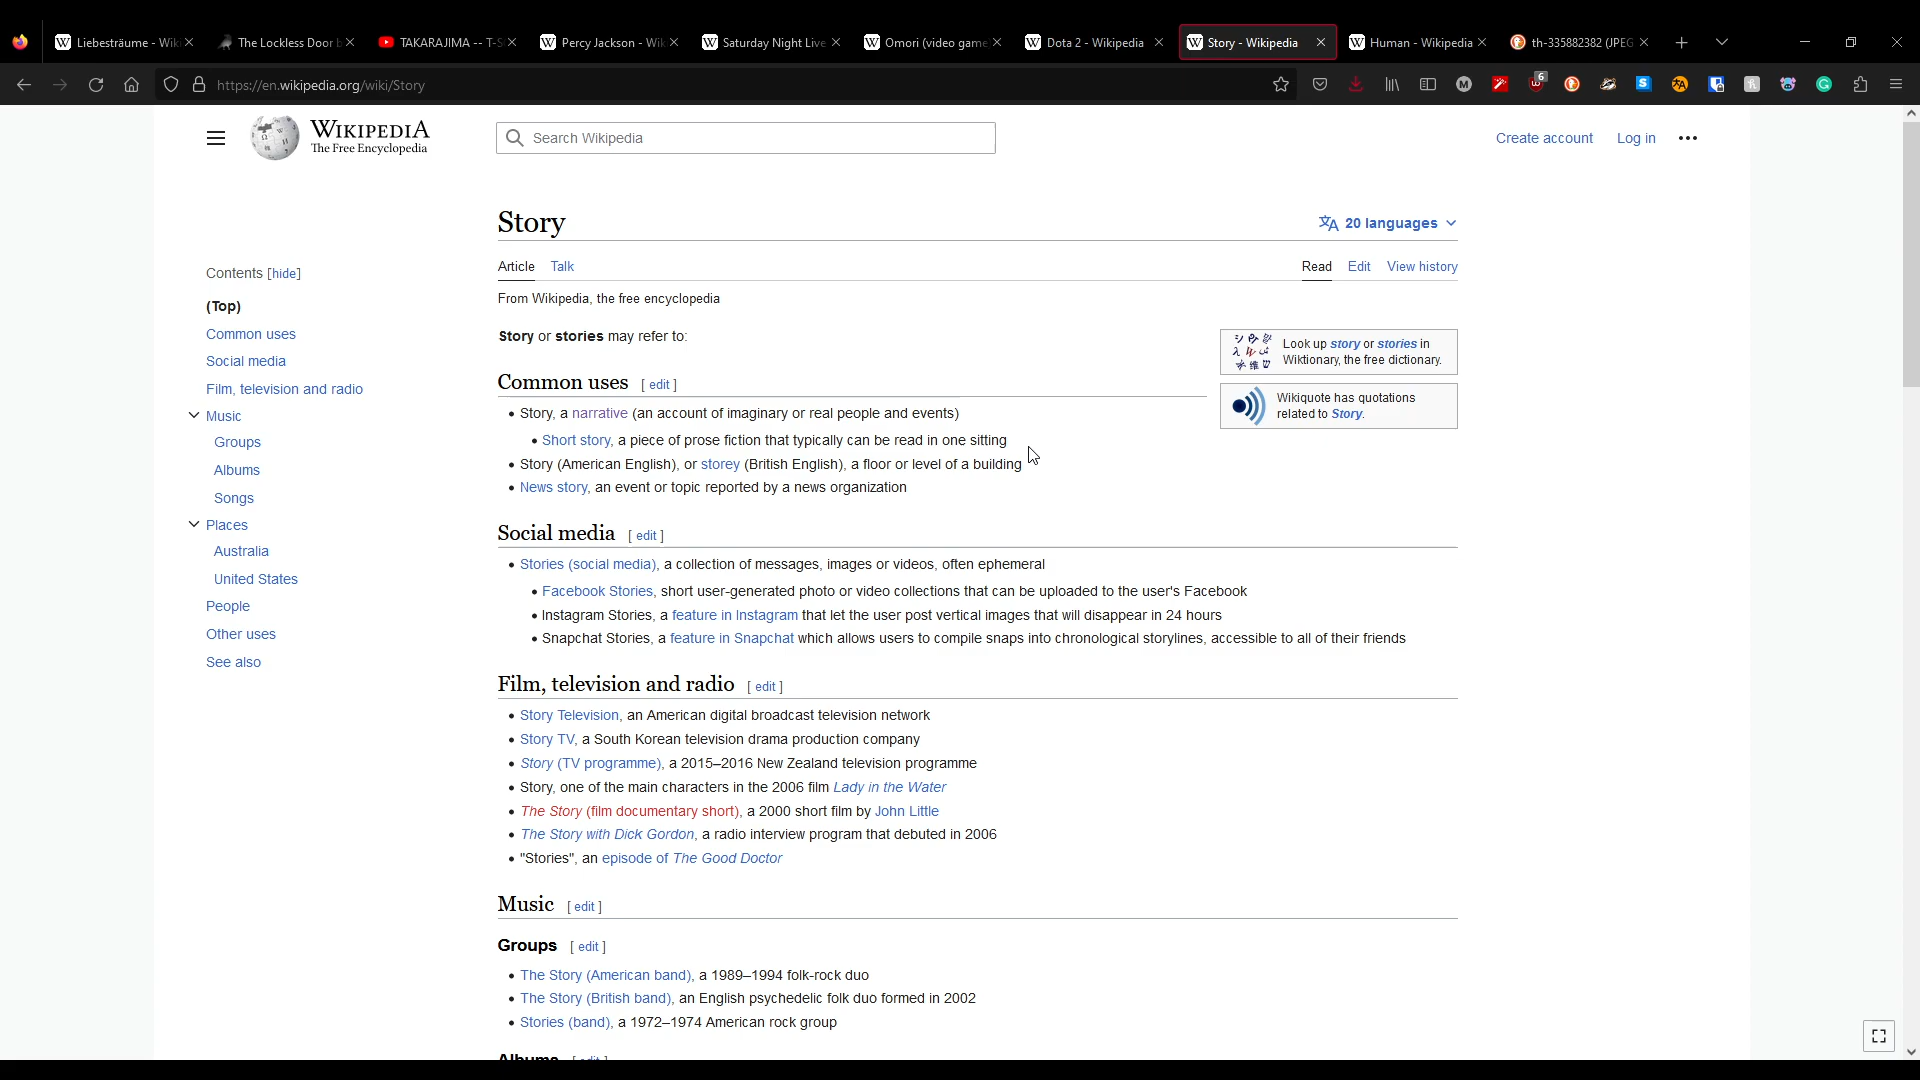 Liebesträume - Wiki
The Lockless Door b
TAKARAJIMA -- T-S
Percy Jackson - Wik
Saturday Night Live
Omori (video game
Dota 2 - Wikipedia
Story - Wikipedia
Human - Wikipedia
th-335882382 (JPEG
https://en.wikipedia.org/wiki/Story
6
WIKIPEDIA
The Free Encyclopedia
Search Wikipedia
Create account
Log in
Story
20 languages
Contents [hide]
(Top)
Common uses
Social media
Film, television and radio
Music
Groups
Albums
Songs
Places
Australia
United States
People
Other uses
See also
Article Talk
Read Edit View history
From Wikipedia, the free encyclopedia
Story or stories may refer to:
Look up story or stories in
Wiktionary, the free dictionary.
Wikiquote has quotations
related to Story.
Common uses [ edit ]
• Story, a narrative (an account of imaginary or real people and events)
• Short story, a piece of prose fiction that typically can be read in one sitting
• Story (American English), or storey (British English), a floor or level of a building
• News story, an event or topic reported by a news organization
Social media [ edit ]
• Stories (social media), a collection of messages, images or videos, often ephemeral
• Facebook Stories, short user-generated photo or video collections that can be uploaded to the user's Facebook
• Instagram Stories, a feature in Instagram that let the user post vertical images that will disappear in 24 hours
• Snapchat Stories, a feature in Snapchat which allows users to compile snaps into chronological storylines, accessible to all of their friends
Film, television and radio [ edit ]
• Story Television, an American digital broadcast television network
• Story TV, a South Korean television drama production company
• Story (TV programme), a 2015–2016 New Zealand television programme
• Story, one of the main characters in the 2006 film Lady in the Water
• The Story (film documentary short), a 2000 short film by John Little
• The Story with Dick Gordon, a radio interview program that debuted in 2006
• "Stories", an episode of The Good Doctor
Music [ edit ]
Groups [ edit ]
• The Story (American band), a 1989–1994 folk-rock duo
• The Story (British band), an English psychedelic folk duo formed in 2002
• Stories (band), a 1972–1974 American rock group
Albums [ edit ]